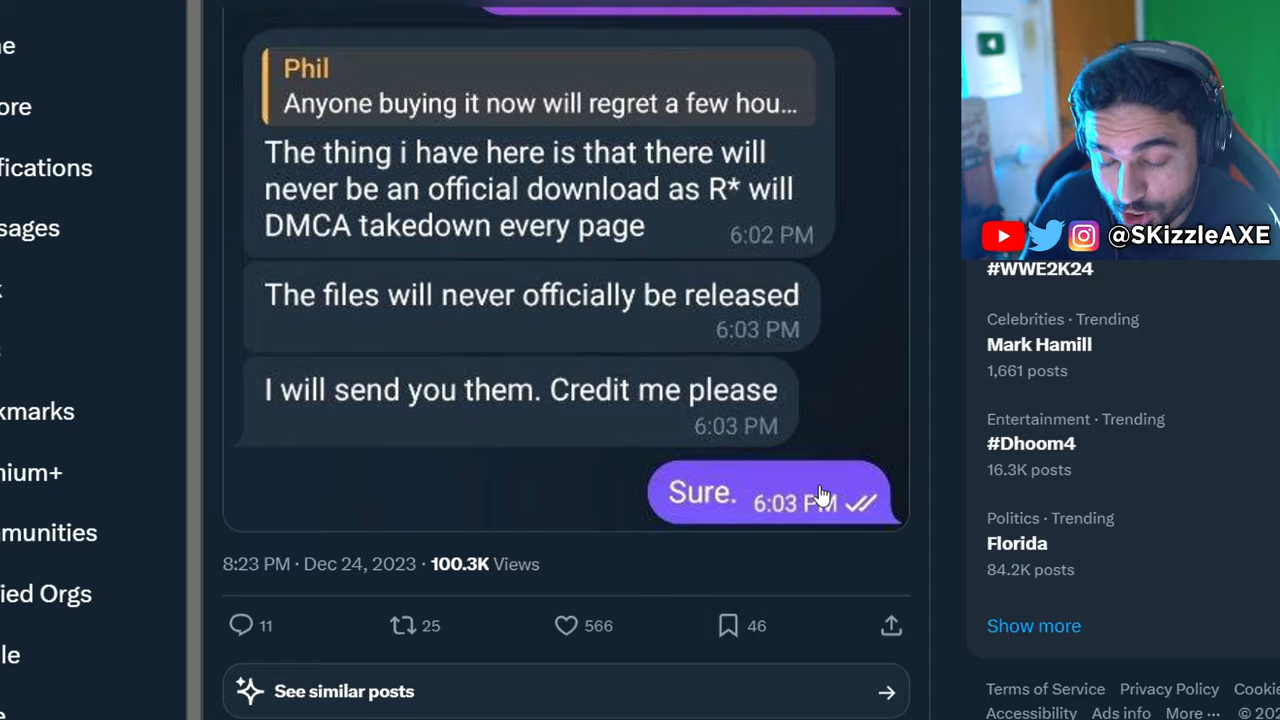 me
ore
fications
sages
k
s
kmarks
mium+
mmunities
ied Orgs
le
Phil
Anyone buying it now will regret a few hou...
The thing i have here is that there will
never be an official download as R* will
DMCA takedown every page
6:02 PM
The files will never officially be released
6:03 PM
I will send you them. Credit me please
6:03 PM
Sure. 6:03 PM
8:23 PM · Dec 24, 2023 · 100.3K Views
11 25 566 46
See similar posts
@SKizzleAXE
#WWE2K24
Celebrities · Trending
Mark Hamill
1,661 posts
Entertainment · Trending
#Dhoom4
16.3K posts
Politics · Trending
Florida
84.2K posts
Show more
Terms of Service Privacy Policy Cookie
Accessibility Ads info More ··· © 202